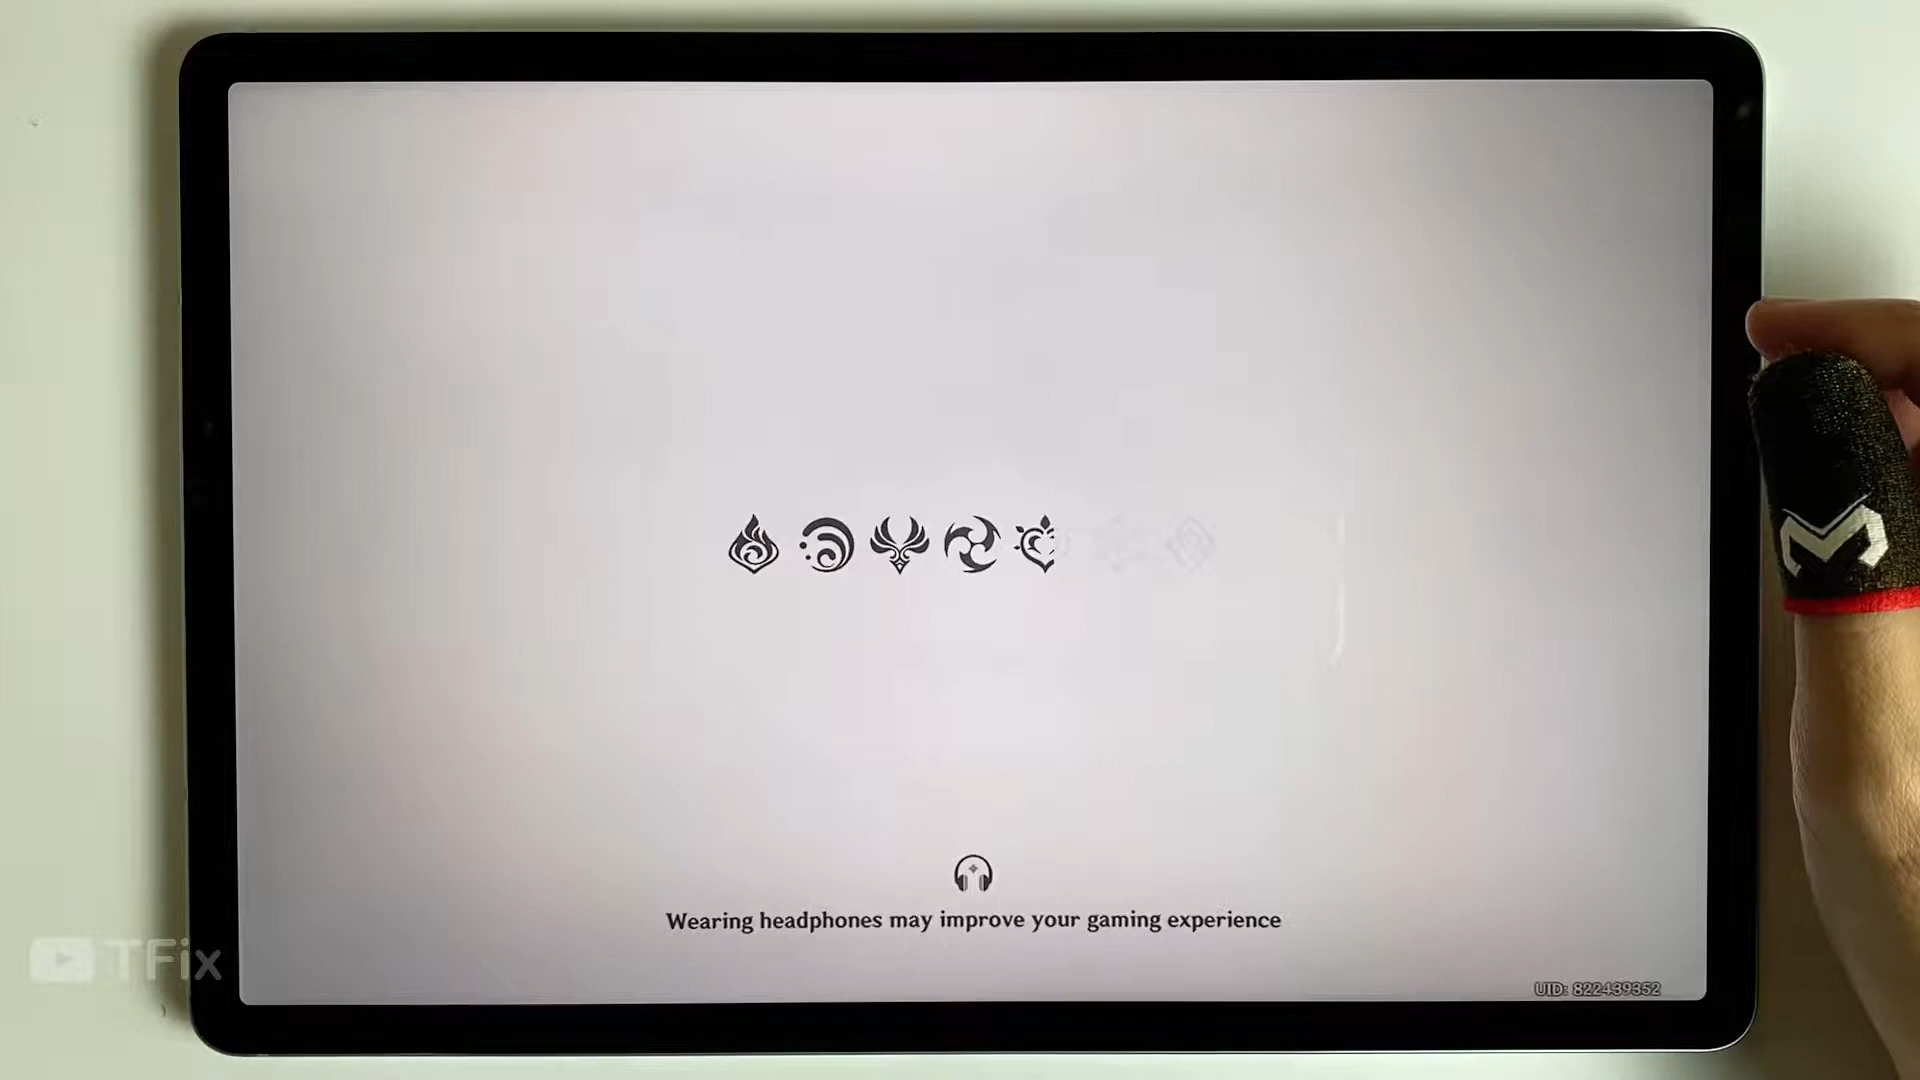 Wearing headphones may improve your gaming experience
UID: 822439352
TFix